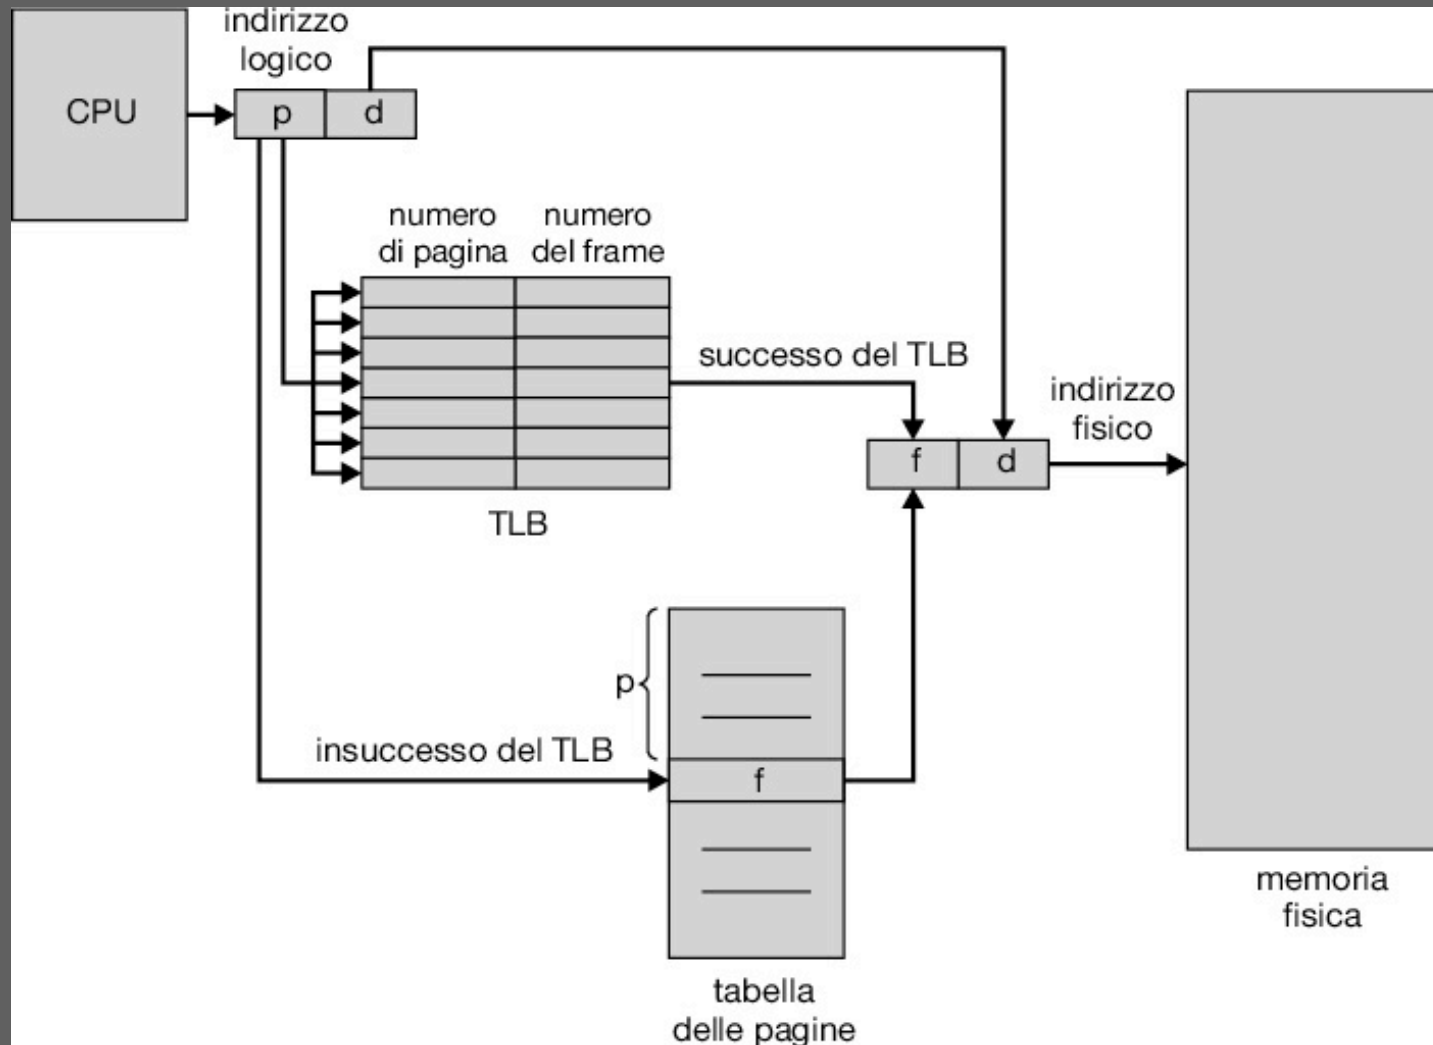 indirizzo
logico
CPU
p
d
numero
di pagina
numero
del frame
successo del TLB
indirizzo
fisico
f
d
TLB
p
insuccesso del TLB
f
memoria
fisica
tabella
delle pagine